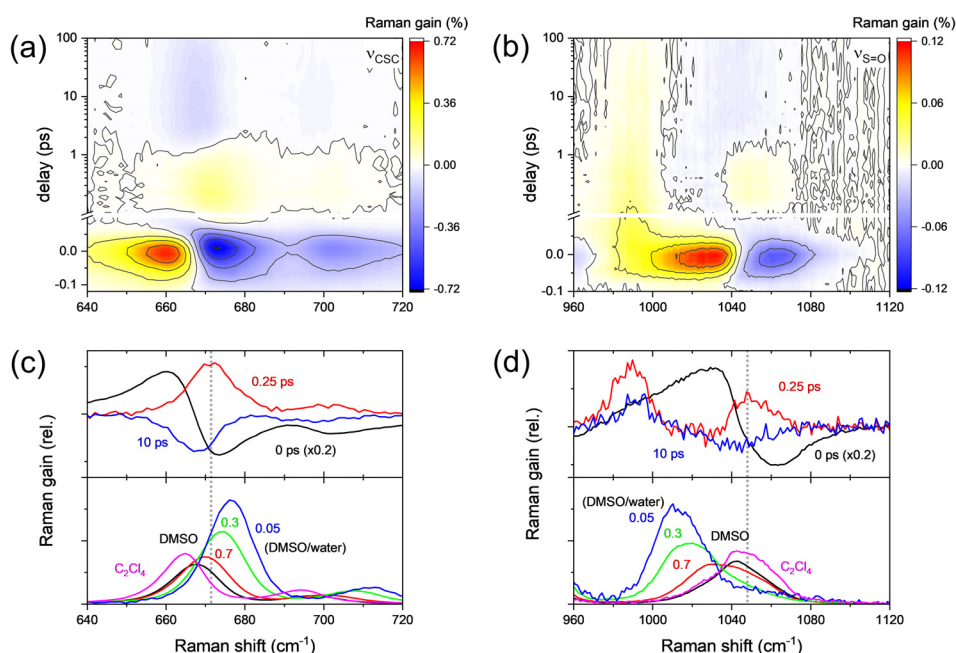 Raman gain (%)
Raman gain (%)
(a)
(b)
100
10
1
0.0
-0.1
delay (ps)
νCSC
0.72
0.36
0.00
-0.36
-0.72
640
660
680
700
720
100
10
1
0.0
-0.1
delay (ps)
νS=O
0.12
0.06
0.00
-0.06
-0.12
960
1000
1040
1080
1120
(c)
(d)
Raman gain (rel.)
0.25 ps
10 ps
0 ps (x0.2)
DMSO
0.05
0.3
(DMSO/water)
0.7
C2Cl4
640
660
680
700
720
Raman shift (cm-1)
Raman gain (rel.)
0.25 ps
10 ps
0 ps (x0.2)
(DMSO/water)
0.05
DMSO
0.3
0.7
C2Cl4
960
1000
1040
1080
1120
Raman shift (cm-1)